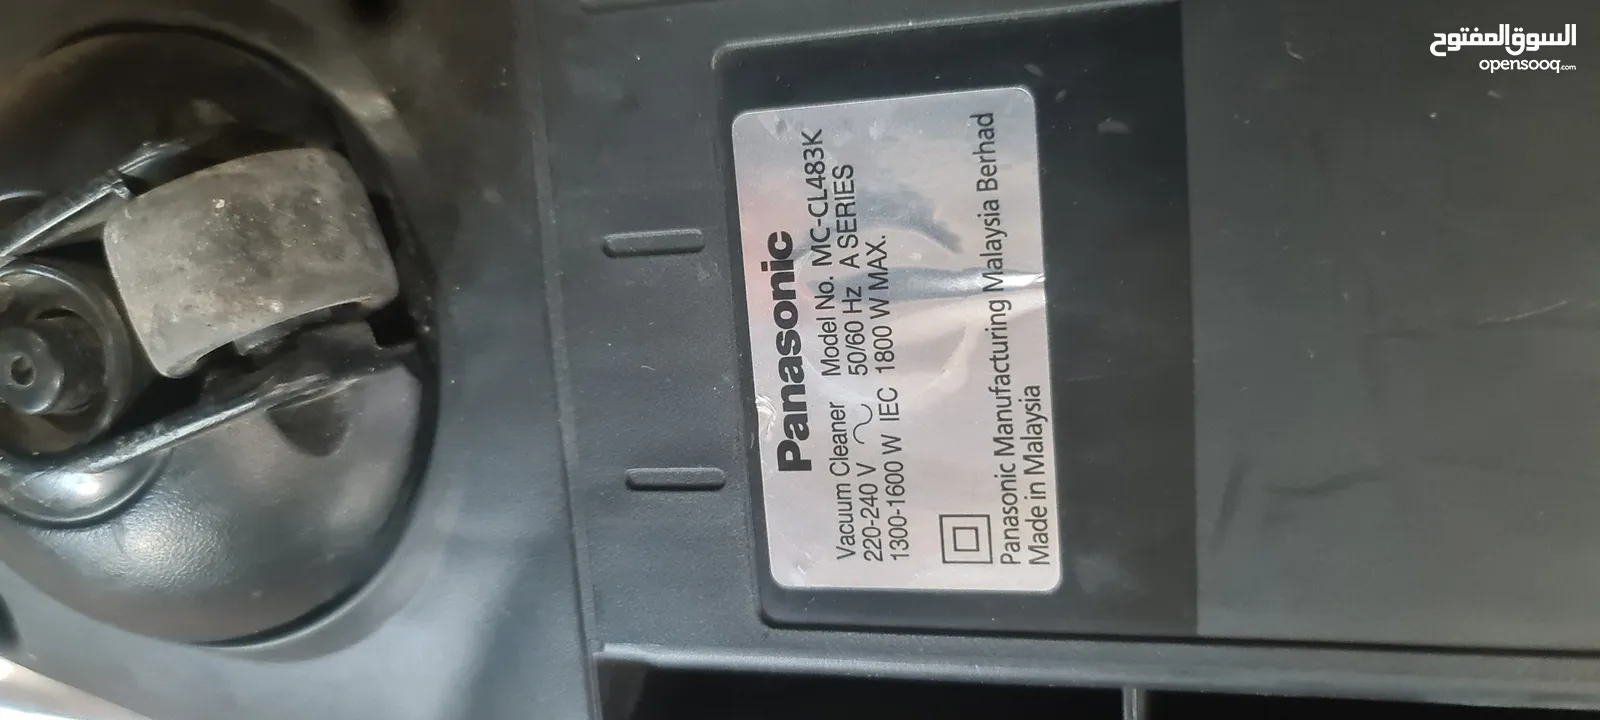 السوق المفتوح
opensooq.com
Panasonic
Vacuum Cleaner Model No. MC-CL483K
220-240 V ~ 50/60 Hz A SERIES
1300-1600 W IEC 1800 W MAX.
Panasonic Manufacturing Malaysia Berhad
Made in Malaysia